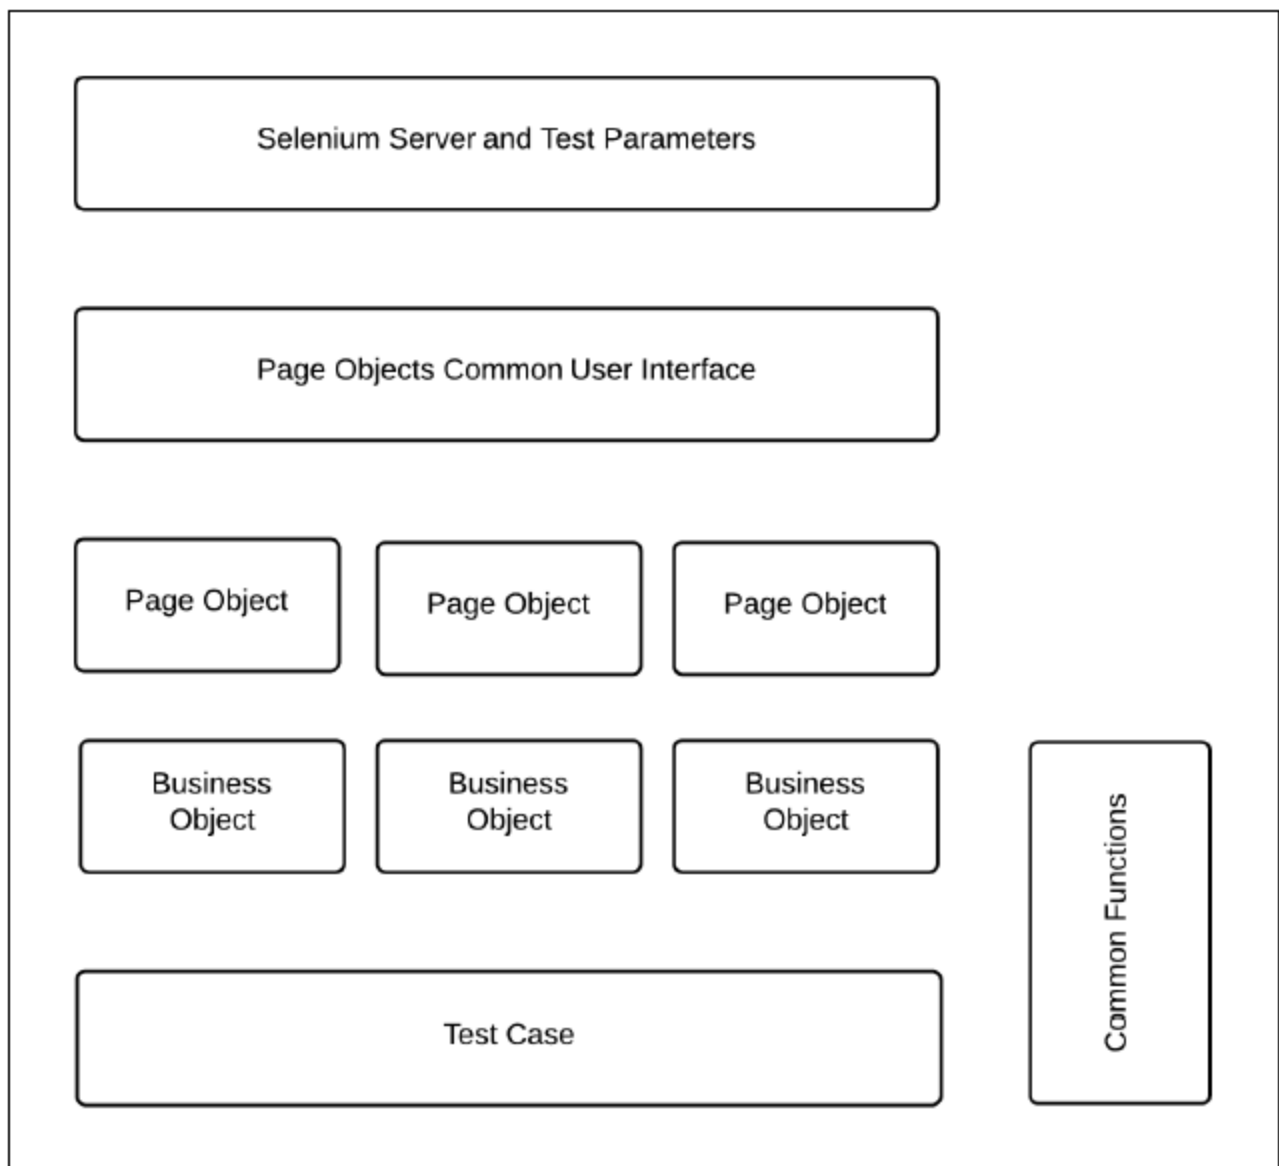 Selenium Server and Test Parameters
Page Objects Common User Interface
Page Object
Page Object
Page Object
Business
Object
Business
Object
Business
Object
Common Functions
Test Case